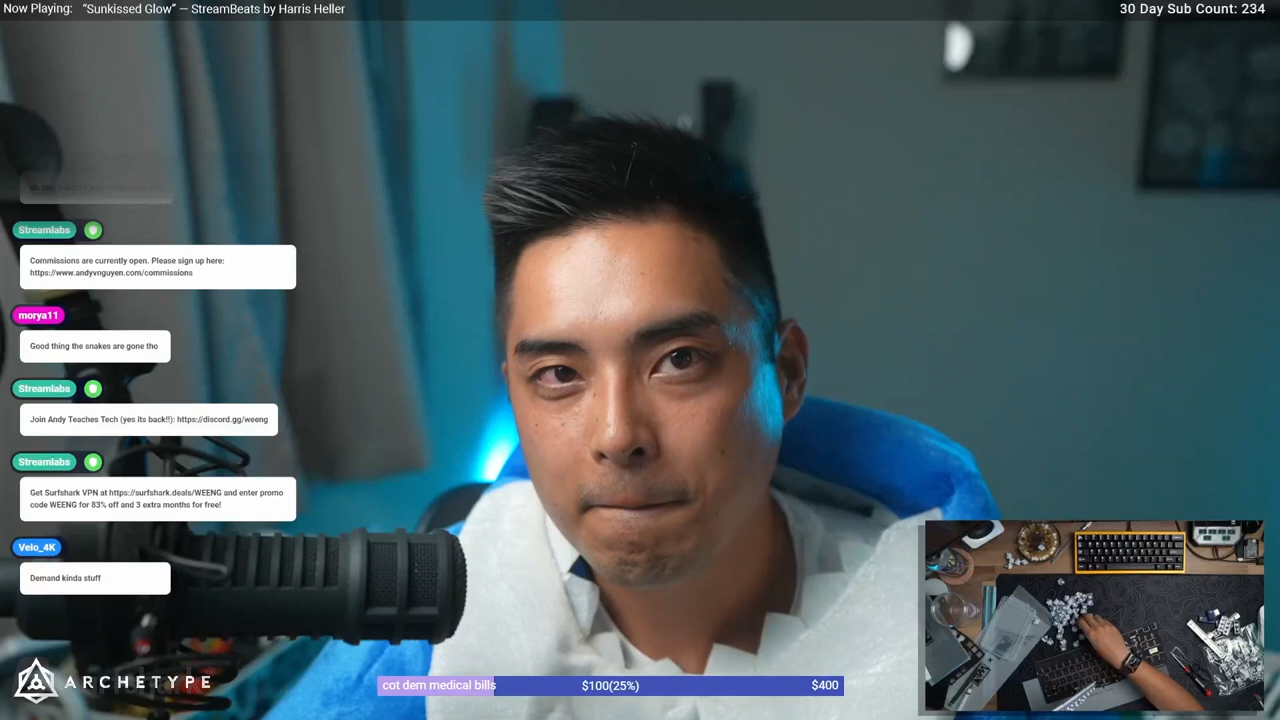 Now Playing: "Sunkissed Glow" — StreamBeats by Harris Heller
30 Day Sub Count: 234
Streamlabs
Commissions are currently open. Please sign up here:
https://www.andyvnguyen.com/commissions
morya11
Good thing the snakes are gone tho
Streamlabs
Join Andy Teaches Tech (yes its back!!): https://discord.gg/weeng
Streamlabs
Get Surfshark VPN at https://surfshark.deals/WEENG and enter promo
code WEENG for 83% off and 3 extra months for free!
Velo_4K
Demand kinda stuff
ARCHETYPE
cot dem medical bills $100(25%) $400